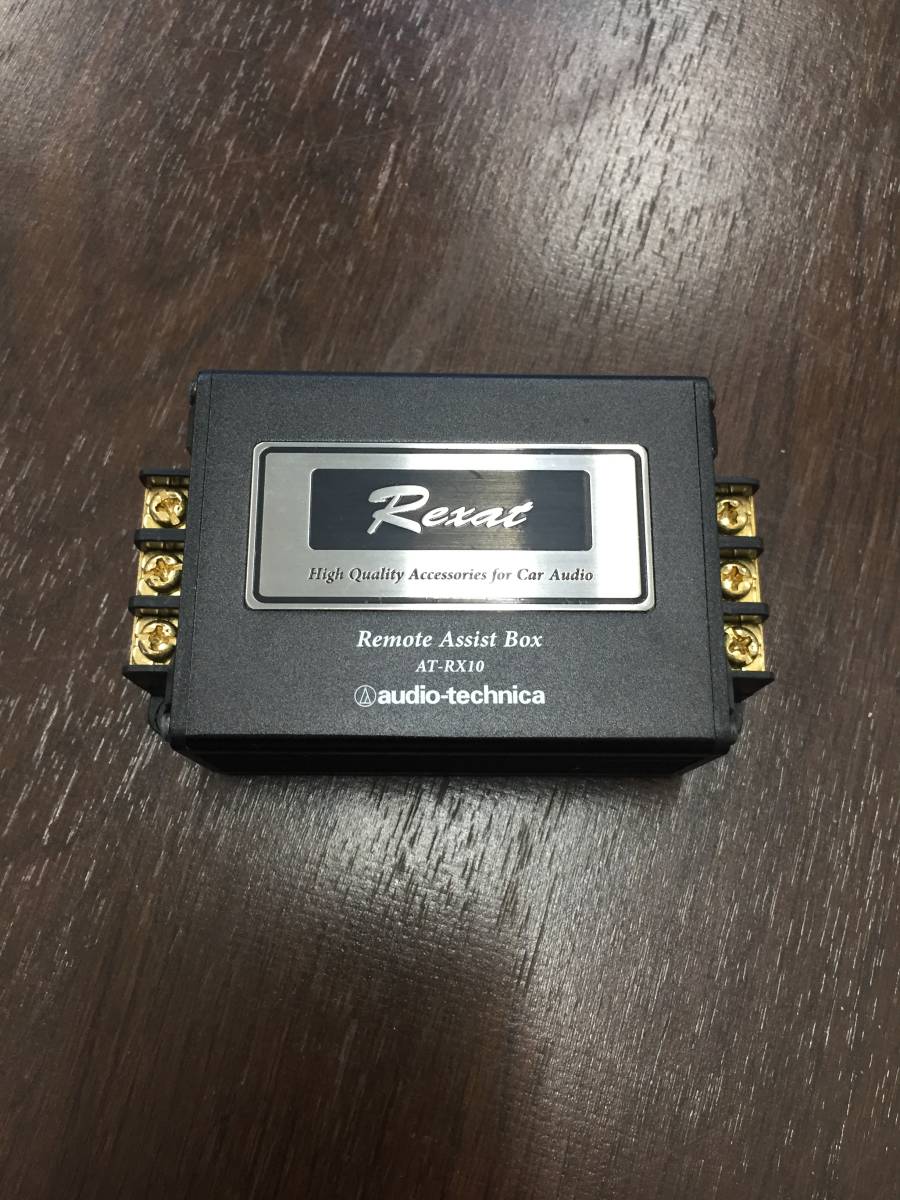 Rexat
High Quality Accessories for Car Audio
Remote Assist Box
AT-RX10
audio-technica